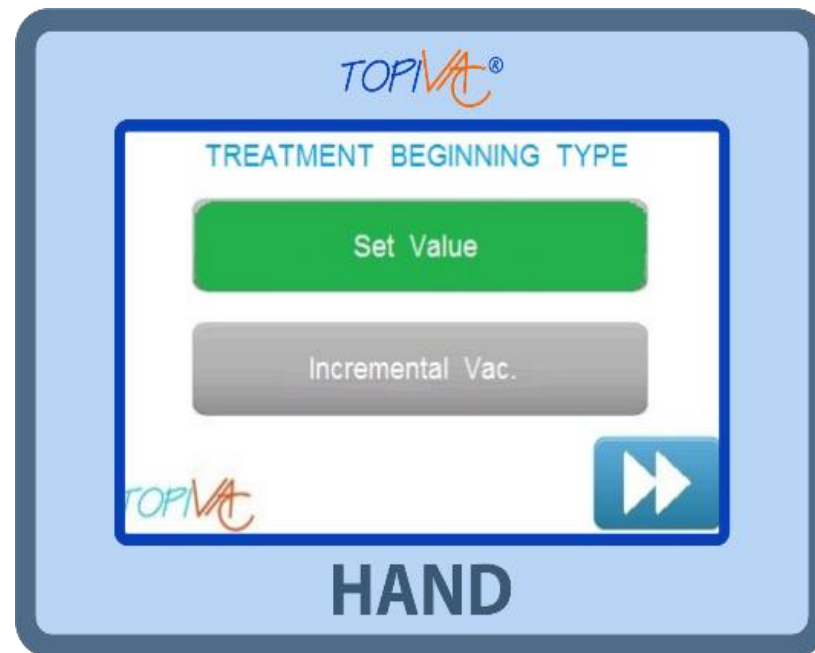 TOPIVAC®
TREATMENT BEGINNING TYPE
Set Value
Incremental Vac.
TOPIVAC
HAND